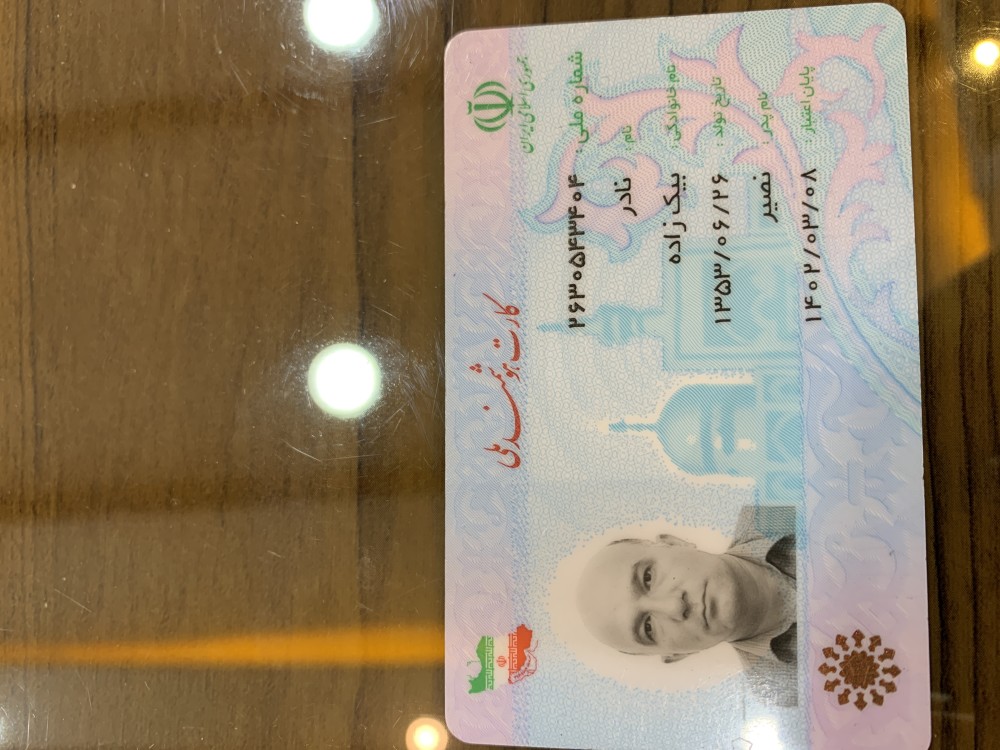 جمهوری اسلامی ایران
کارت هوشمند ملی
شماره ملی : ۲۶۳۰۵۴۳۴۰۴
نام : نادر
نام خانوادگی : بیک زاده
تاریخ تولد : ۱۳۵۳/۰۶/۲۶
نام پدر : نصیر
پایان اعتبار : ۱۴۰۲/۰۳/۰۸